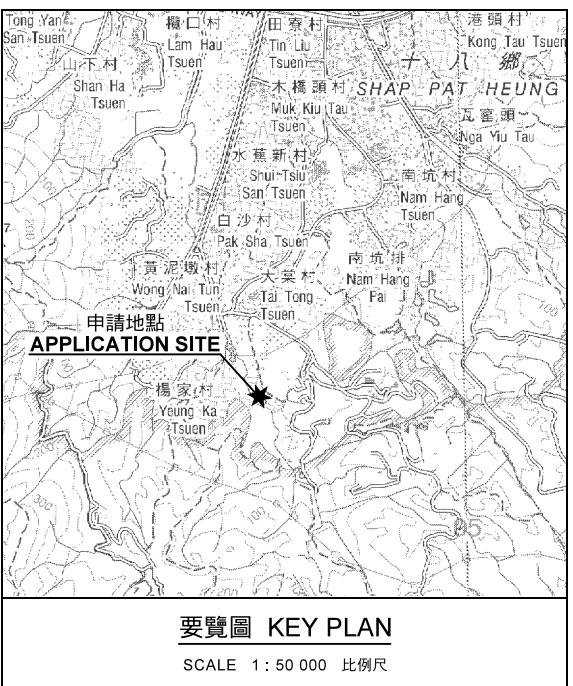 Tong Yan
San Tsuen
欖口村
Lam Hau
Tsuen
WAY
田寮村
Tin Liu
Tsuen
港頭村
Kong Tau Tsuen
山下村
Shan Ha
Tsuen
十八鄉
SHAP PAT HEUNG
木橋頭村
Muk Kiu Tau
Tsuen
瓦窰頭
Nga Yiu Tau
水蕉新村
Shui Tsiu
San Tsuen
南坑村
Nam Hang
Tsuen
白沙村
Pak Sha Tsuen
黃泥墩村
Wong Nai Tun
Tsuen
大棠村
Tai Tong
Tsuen
南坑排
Nam Hang
Pai
申請地點
APPLICATION SITE
楊家村
Yeung Ka
Tsuen
100
300
05
要覽圖 KEY PLAN
SCALE 1 : 50 000 比例尺